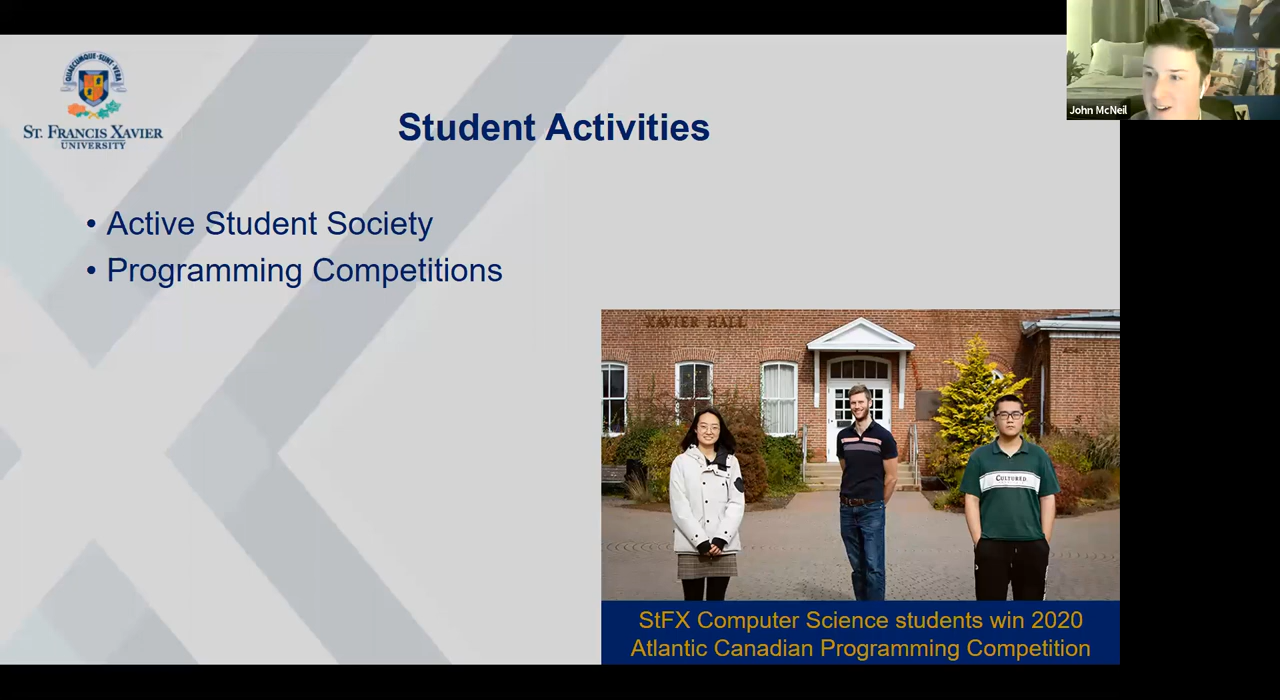 QUAECUMQUE · SUNT · VERA
ST. FRANCIS XAVIER
UNIVERSITY
Student Activities
John McNeil
• Active Student Society
• Programming Competitions
XAVIER HALL
CULTURED
StFX Computer Science students win 2020
Atlantic Canadian Programming Competition